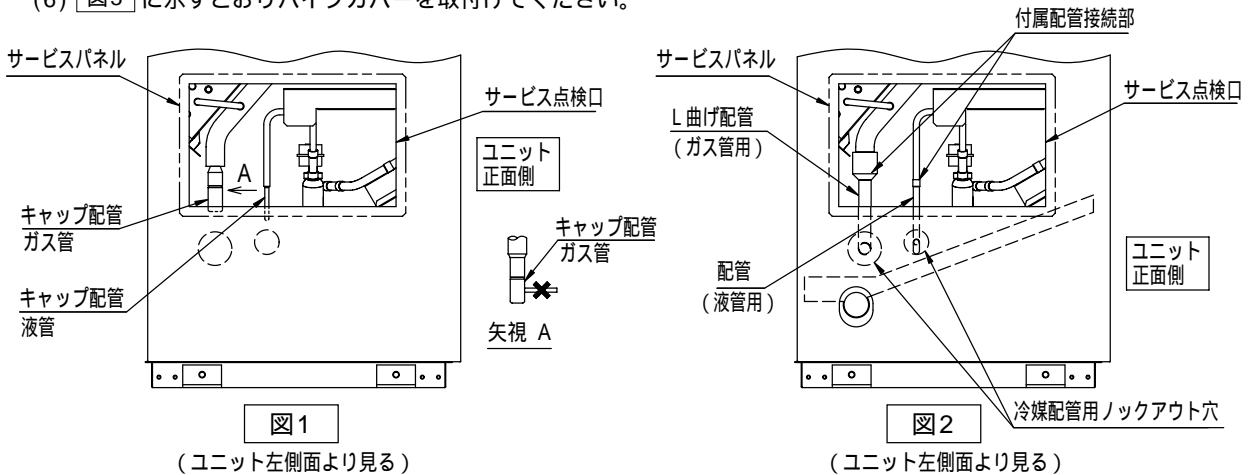 (6) 図3 に示すとおりパイプカバーを取付けてください。
サービスパネル
サービス点検口
ユニット
正面側
A
キャップ配管
ガス管
キャップ配管
液管
キャップ配管
ガス管
矢視 A
図1
(ユニット左側面より見る)
付属配管接続部
サービスパネル
サービス点検口
L曲げ配管
(ガス管用)
配管
(液管用)
ユニット
正面側
冷媒配管用ノックアウト穴
図2
(ユニット左側面より見る)